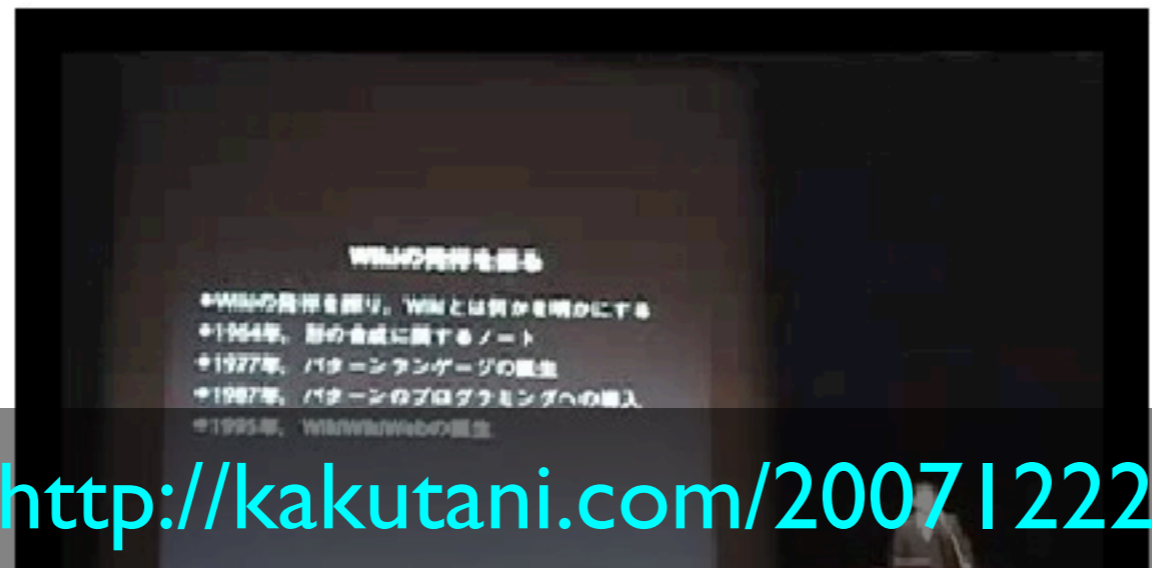 Wikiの発祥を探る
*Wikiの発祥を探り、Wikiとは何かを明かにする
*1964年、形の合成に関するノート
*1977年、パターンランゲージの誕生
*1987年、パターンのプログラミングへの導入
*1995年、WikiWikiWebの誕生
http://kakutani.com/20071222